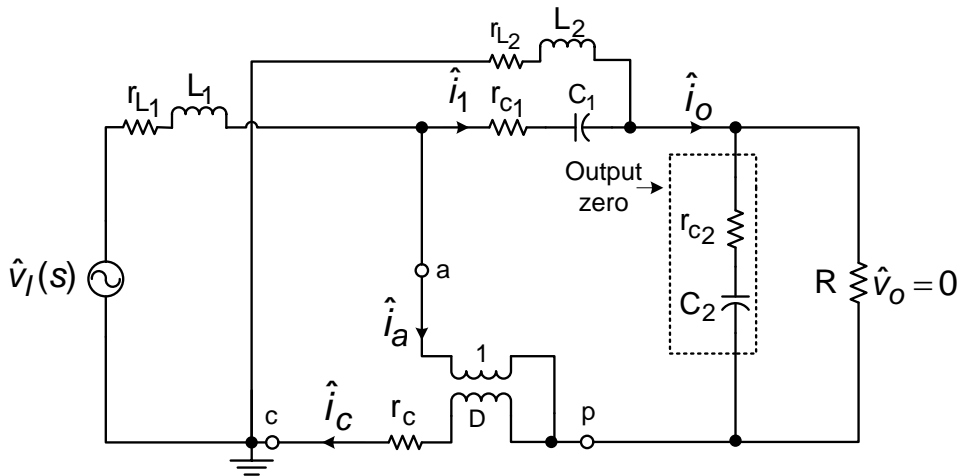 r_L2
L_2
r_L1
L_1
î_1
r_c1
C_1
î_o
Output
zero
r_c2
v̂_I(s)
a
C_2
R
v̂_o=0
î_a
1
c
î_c
r_c
D
p